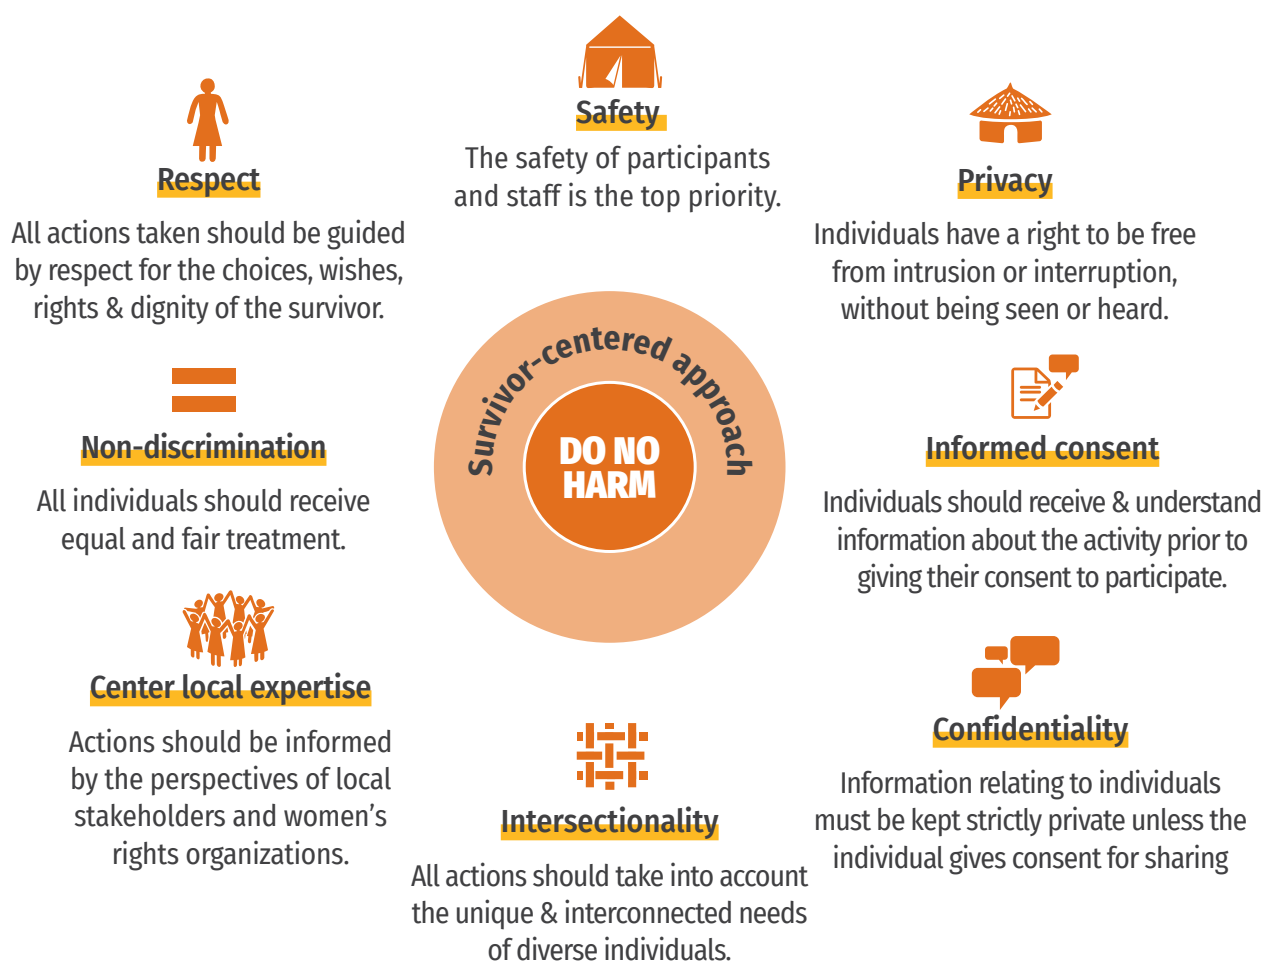 Safety
The safety of participants
and staff is the top priority.
Respect
All actions taken should be guided
by respect for the choices, wishes,
rights & dignity of the survivor.
Privacy
Individuals have a right to be free
from intrusion or interruption,
without being seen or heard.
Survivor-centered approach
DO NO
HARM
Non-discrimination
All individuals should receive
equal and fair treatment.
Informed consent
Individuals should receive & understand
information about the activity prior to
giving their consent to participate.
Center local expertise
Actions should be informed
by the perspectives of local
stakeholders and women’s
rights organizations.
Confidentiality
Information relating to individuals
must be kept strictly private unless the
individual gives consent for sharing
Intersectionality
All actions should take into account
the unique & interconnected needs
of diverse individuals.